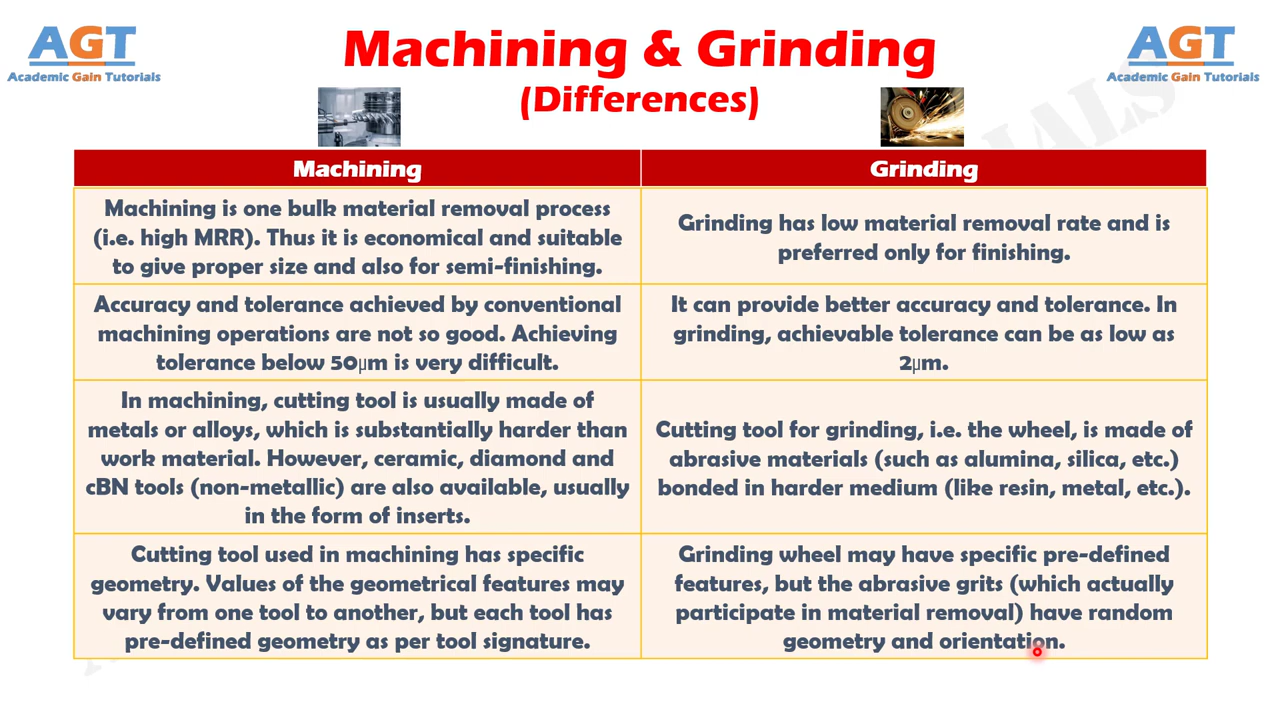 AGT
Academic Gain Tutorials
Machining & Grinding
(Differences)
AGT
Academic Gain Tutorials
Machining
Grinding
Machining is one bulk material removal process
(i.e. high MRR). Thus it is economical and suitable
to give proper size and also for semi-finishing.
Grinding has low material removal rate and is
preferred only for finishing.
Accuracy and tolerance achieved by conventional
machining operations are not so good. Achieving
tolerance below 50μm is very difficult.
It can provide better accuracy and tolerance. In
grinding, achievable tolerance can be as low as
2μm.
In machining, cutting tool is usually made of
metals or alloys, which is substantially harder than
work material. However, ceramic, diamond and
cBN tools (non-metallic) are also available, usually
in the form of inserts.
Cutting tool for grinding, i.e. the wheel, is made of
abrasive materials (such as alumina, silica, etc.)
bonded in harder medium (like resin, metal, etc.).
Cutting tool used in machining has specific
geometry. Values of the geometrical features may
vary from one tool to another, but each tool has
pre-defined geometry as per tool signature.
Grinding wheel may have specific pre-defined
features, but the abrasive grits (which actually
participate in material removal) have random
geometry and orientation.